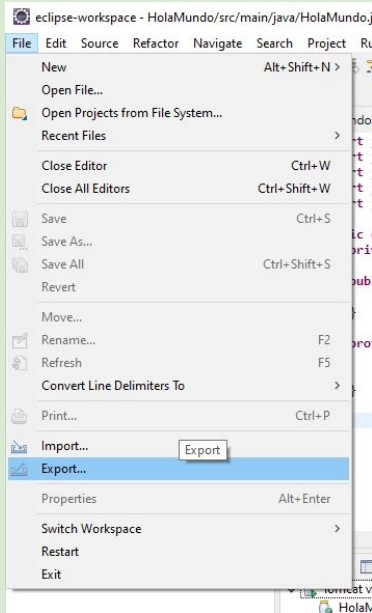 eclipse-workspace - HolaMundo/src/main/java/HolaMundo.j
File Edit Source Refactor Navigate Search Project Ru
New Alt+Shift+N >
Open File...
Open Projects from File System...
Recent Files >
Close Editor Ctrl+W
Close All Editors Ctrl+Shift+W
Save Ctrl+S
Save As...
Save All Ctrl+Shift+S
Revert
Move...
Rename... F2
Refresh F5
Convert Line Delimiters To >
Print... Ctrl+P
Import...
Export
Export...
Properties Alt+Enter
Switch Workspace >
Restart
Exit
HolaM